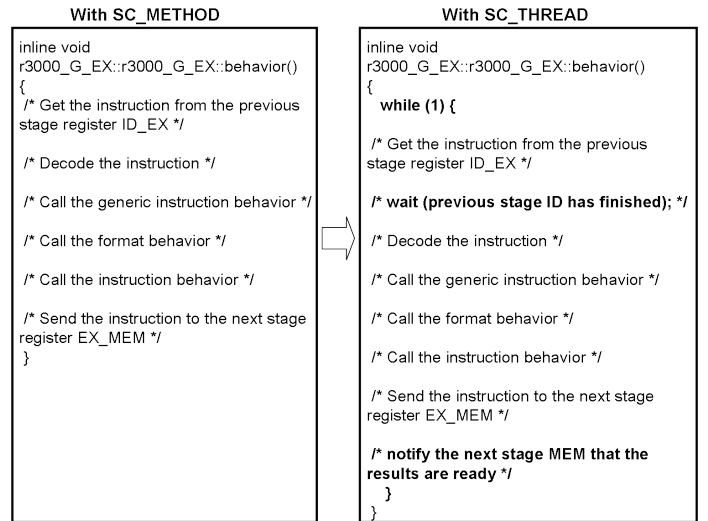 With SC_METHOD
inline void
r3000_G_EX::r3000_G_EX::behavior()
{
/* Get the instruction from the previous
stage register ID_EX */
/* Decode the instruction */
/* Call the generic instruction behavior */
/* Call the format behavior */
/* Call the instruction behavior */
/* Send the instruction to the next stage
register EX_MEM */
}
With SC_THREAD
inline void
r3000_G_EX::r3000_G_EX::behavior()
{
while (1) {
/* Get the instruction from the previous
stage register ID_EX */
/* wait (previous stage ID has finished); */
/* Decode the instruction */
/* Call the generic instruction behavior */
/* Call the format behavior */
/* Call the instruction behavior */
/* Send the instruction to the next stage
register EX_MEM */
/* notify the next stage MEM that the
results are ready */
}
}